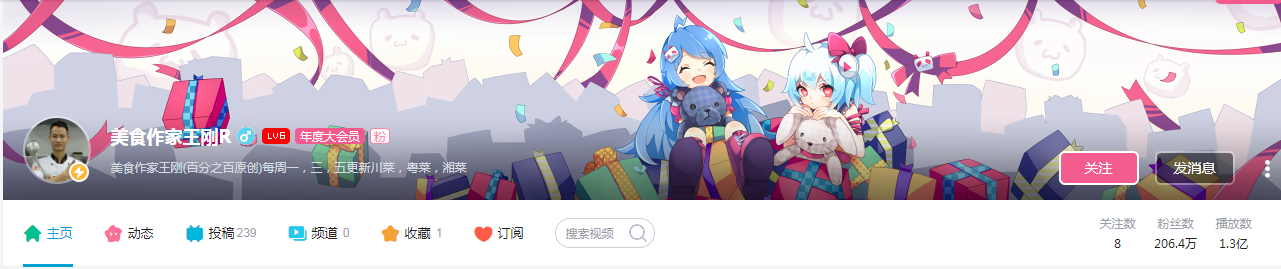 美食作家王刚R LV6 年度大会员 粉
美食作家王刚(百分之百原创)每周一，三，五更新川菜，粤菜，湘菜
关注 发消息
主页 动态 投稿 239 频道 0 收藏 1 订阅 搜索视频
关注数 粉丝数 播放数
8 206.4万 1.3亿